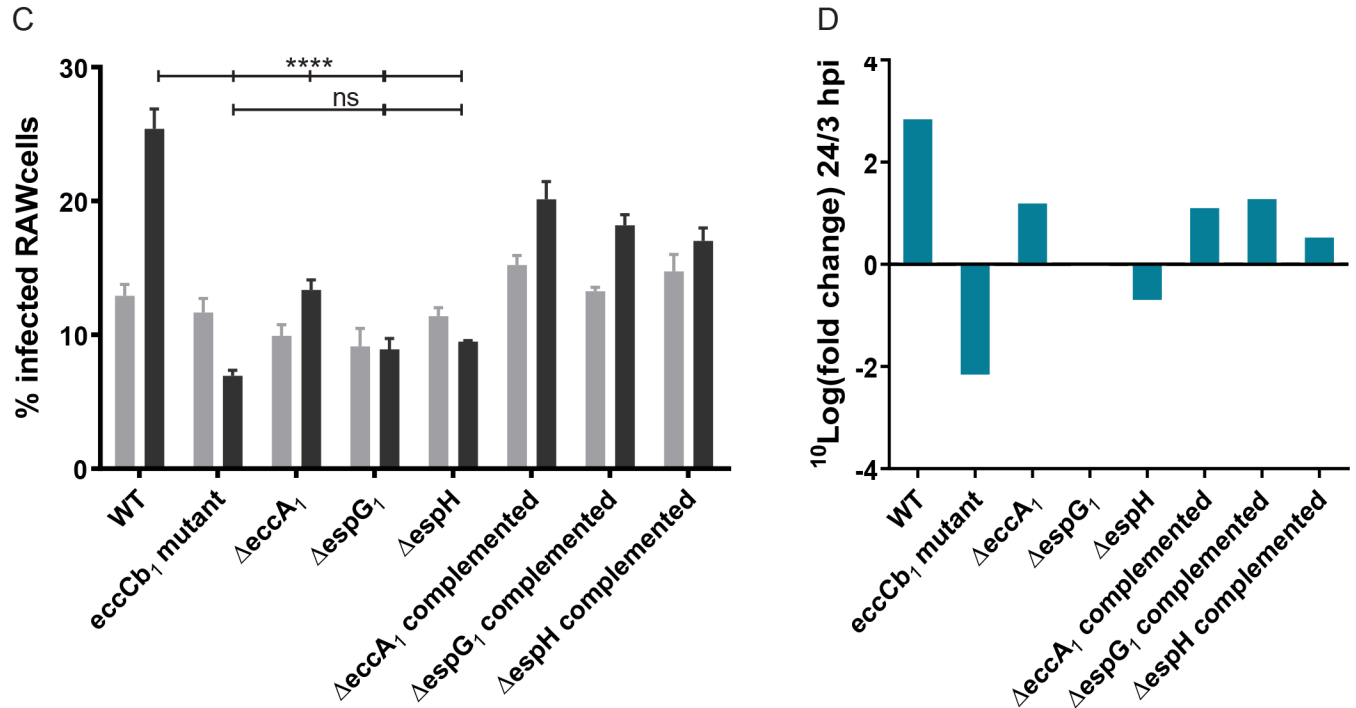 C
% infected RAWcells
30
20
10
0
****
ns
WT
eccCb₁ mutant
ΔeccA₁
ΔespG₁
ΔespH
ΔeccA₁ complemented
ΔespG₁ complemented
ΔespH complemented
D
¹⁰Log(fold change) 24/3 hpi
4
2
0
-2
-4
WT
eccCb₁ mutant
ΔeccA₁
ΔespG₁
ΔespH
ΔeccA₁ complemented
ΔespG₁ complemented
ΔespH complemented